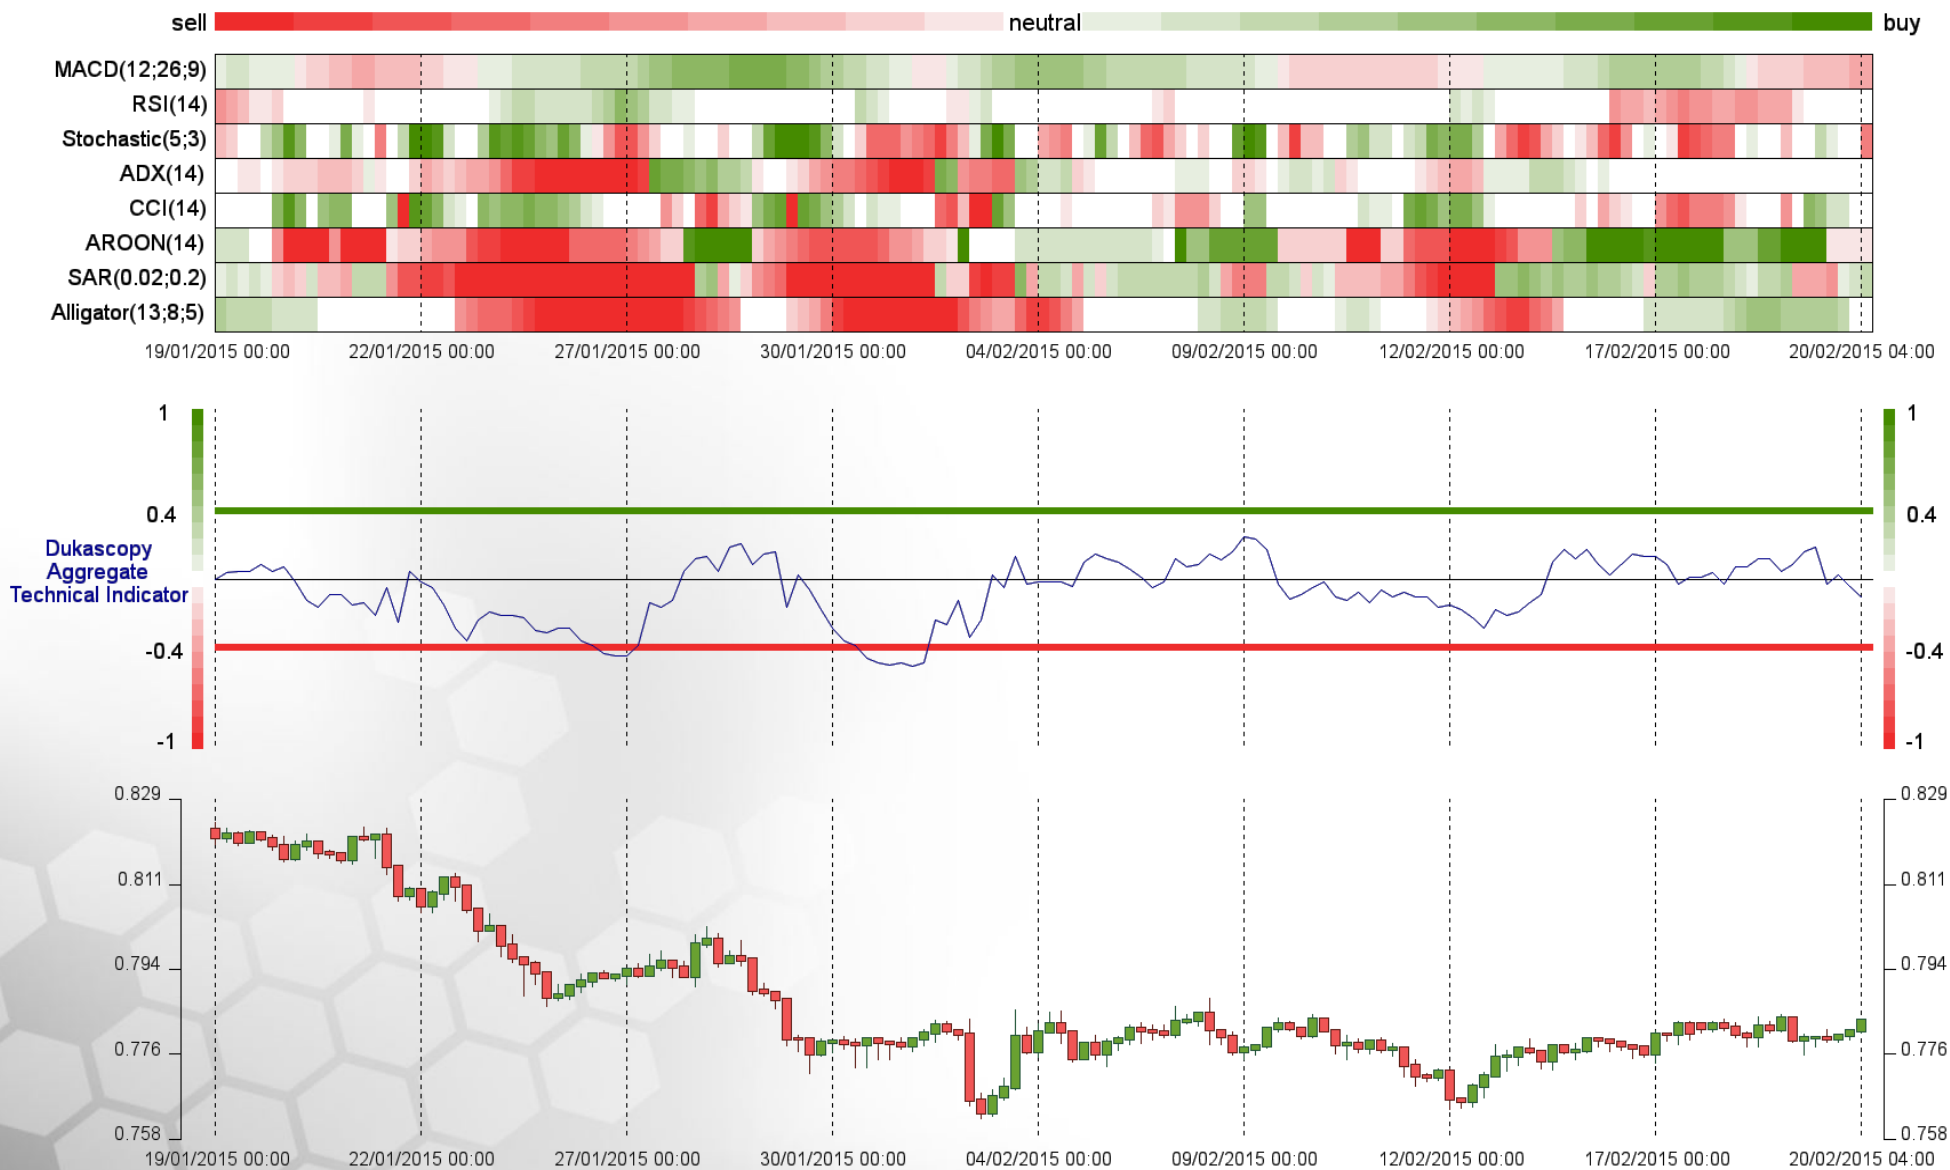 sell neutral buy
MACD(12;26;9)
RSI(14)
Stochastic(5;3)
ADX(14)
CCI(14)
AROON(14)
SAR(0.02;0.2)
Alligator(13;8;5)
19/01/2015 00:00 22/01/2015 00:00 27/01/2015 00:00 30/01/2015 00:00 04/02/2015 00:00 09/02/2015 00:00 12/02/2015 00:00 17/02/2015 00:00 20/02/2015 04:00
1 1
0.4 0.4
Dukascopy
Aggregate
Technical Indicator
-0.4 -0.4
-1 -1
0.829 0.829
0.811 0.811
0.794 0.794
0.776 0.776
0.758 0.758
19/01/2015 00:00 22/01/2015 00:00 27/01/2015 00:00 30/01/2015 00:00 04/02/2015 00:00 09/02/2015 00:00 12/02/2015 00:00 17/02/2015 00:00 20/02/2015 04:00